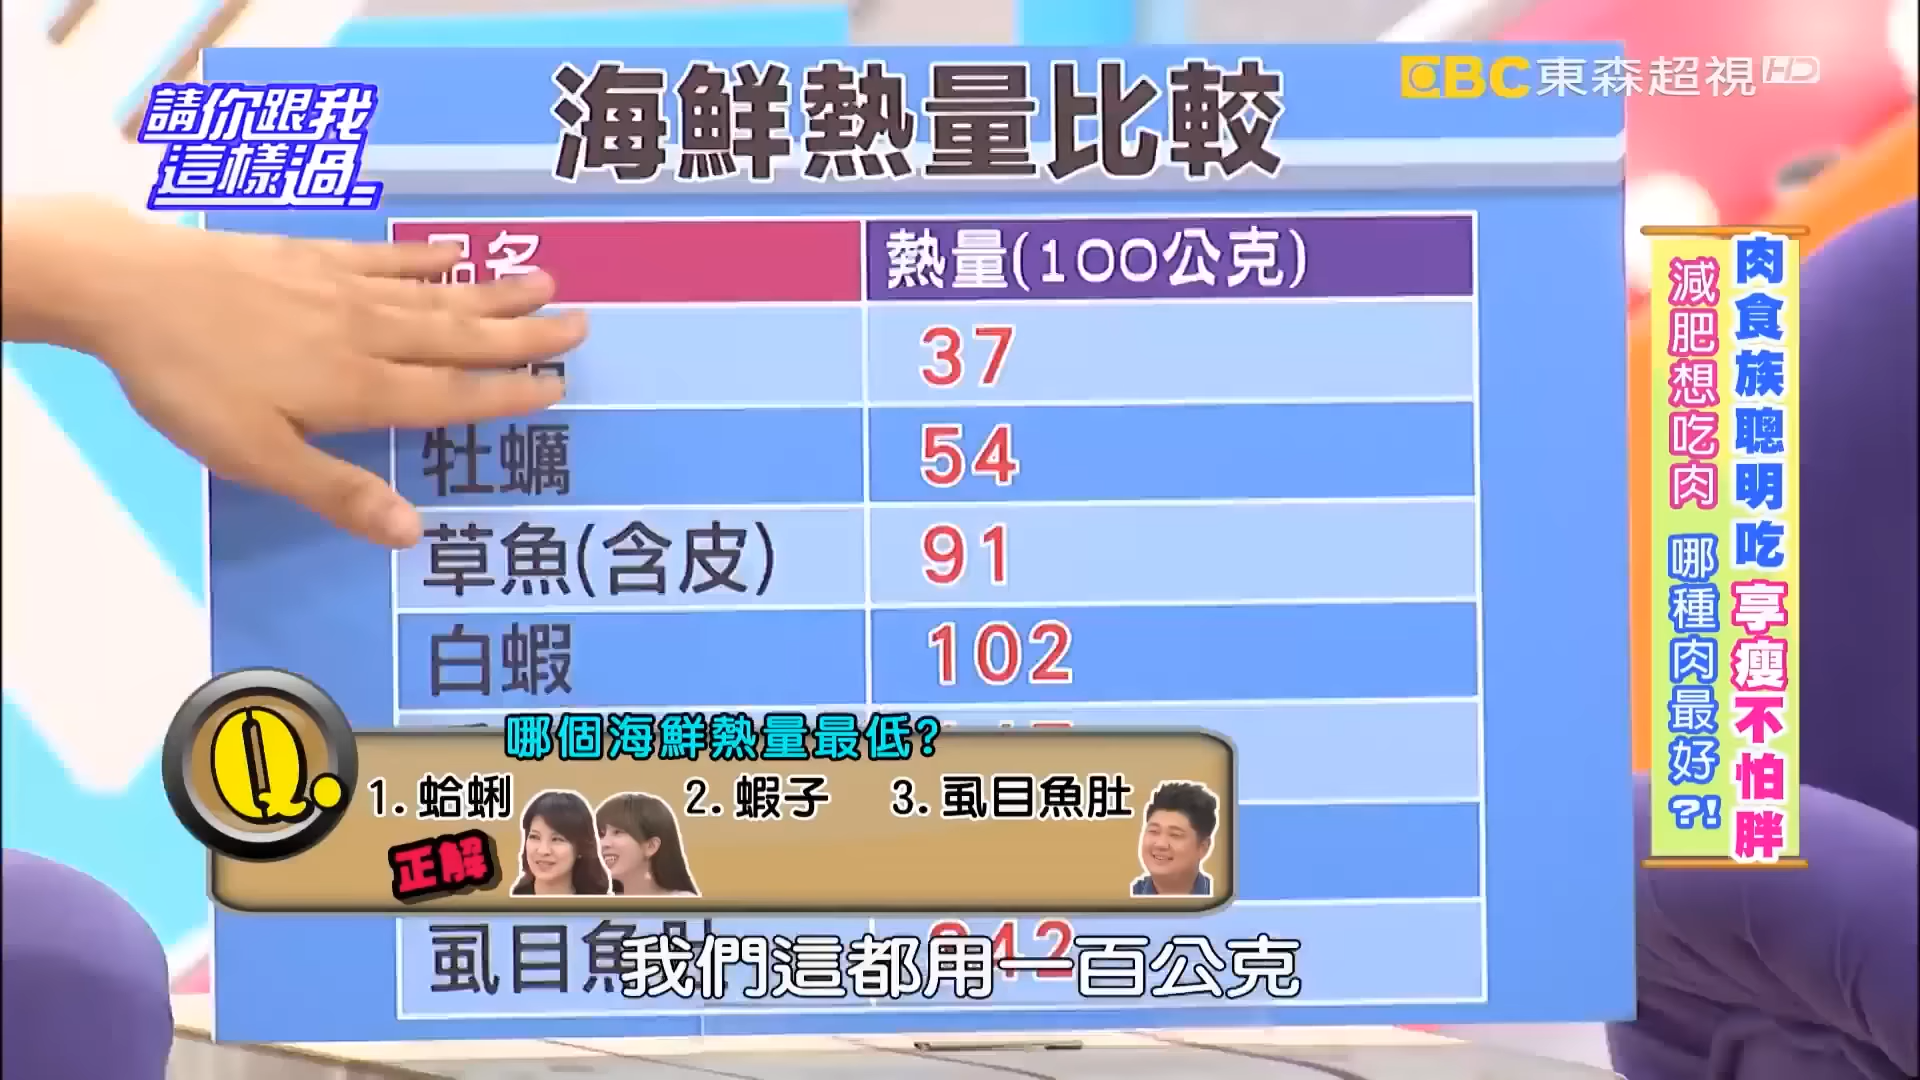 請你跟我
這樣過
EBC東森超視HD
海鮮熱量比較
品名
熱量(100公克)
37
牡蠣
54
草魚(含皮)
91
白蝦
102
哪個海鮮熱量最低?
1.蛤蜊
2.蝦子
3.虱目魚肚
正解
虱目魚肚
我們這都用一百公克
肉食族聰明吃 享瘦不怕胖
減肥想吃肉 哪種肉最好?!